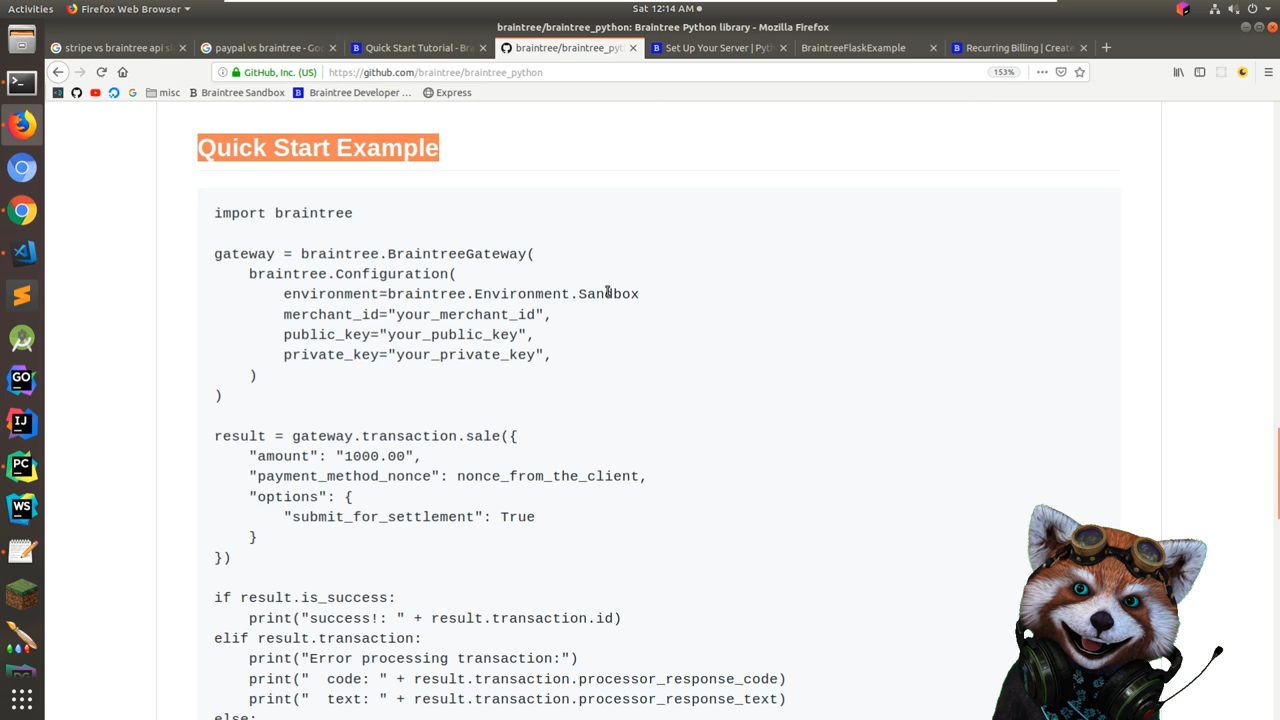 Activities
Firefox Web Browser
Sat 12:14 AM
braintree/braintree_python: Braintree Python library - Mozilla Firefox
stripe vs braintree api s
paypal vs braintree - Goo
Quick Start Tutorial - Bra
braintree/braintree_pyt
Set Up Your Server | Pyth
BraintreeFlaskExample
Recurring Billing | Create
GitHub, Inc. (US)
https://github.com/braintree/braintree_python
153%
misc
Braintree Sandbox
Braintree Developer ...
Express
Quick Start Example
import braintree
gateway = braintree.BraintreeGateway(
braintree.Configuration(
environment=braintree.Environment.Sandbox
merchant_id="your_merchant_id",
public_key="your_public_key",
private_key="your_private_key",
)
)
result = gateway.transaction.sale({
"amount": "1000.00",
"payment_method_nonce": nonce_from_the_client,
"options": {
"submit_for_settlement": True
}
})
if result.is_success:
print("success!: " + result.transaction.id)
elif result.transaction:
print("Error processing transaction:")
print("  code: " + result.transaction.processor_response_code)
print("  text: " + result.transaction.processor_response_text)
else: